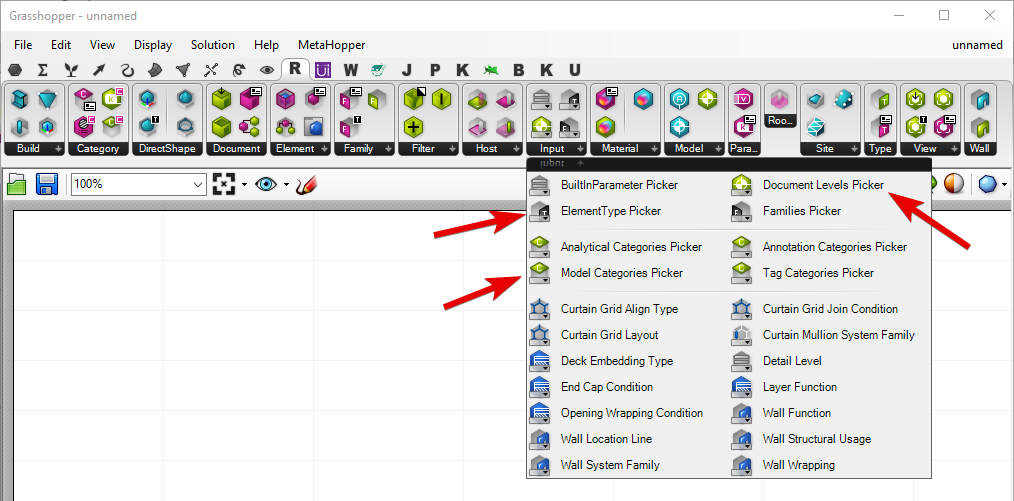 Grasshopper - unnamed
File Edit View Display Solution Help MetaHopper unnamed
Σ R Uji W J P K B K U
Build Category DirectShape Document Element Family Filter Host Input Material Model Para... Roo... Site Type View Wall
100%
Input
BuiltInParameter Picker Document Levels Picker
ElementType Picker Families Picker
Analytical Categories Picker Annotation Categories Picker
Model Categories Picker Tag Categories Picker
Curtain Grid Align Type Curtain Grid Join Condition
Curtain Grid Layout Curtain Mullion System Family
Deck Embedding Type Detail Level
End Cap Condition Layer Function
Opening Wrapping Condition Wall Function
Wall Location Line Wall Structural Usage
Wall System Family Wall Wrapping